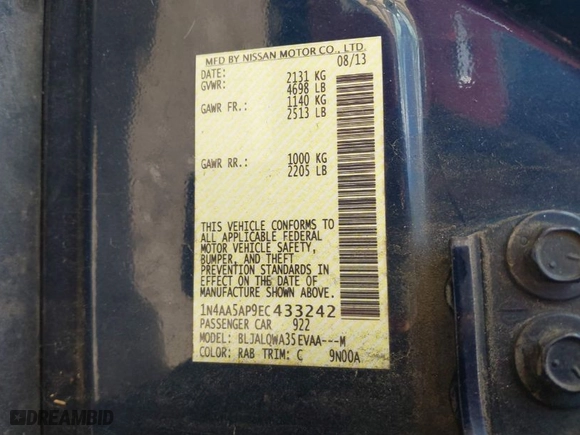 MFD BY NISSAN MOTOR CO., LTD.
DATE: 08/13
GVWR: 2131 KG
4698 LB
GAWR FR.: 1140 KG
2513 LB
GAWR RR.: 1000 KG
2205 LB
THIS VEHICLE CONFORMS TO
ALL APPLICABLE FEDERAL
MOTOR VEHICLE SAFETY,
BUMPER, AND THEFT
PREVENTION STANDARDS IN
EFFECT ON THE DATE OF
MANUFACTURE SHOWN ABOVE.
1N4AA5AP9EC433242
PASSENGER CAR 922
MODEL: BLJALQWA35EVAA---M
COLOR: RAB TRIM: C 9N00A
DREAMBID